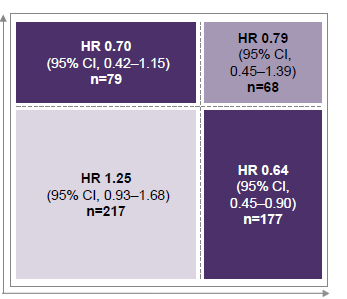 HR 0.70
(95% CI, 0.42–1.15)
n=79
HR 0.79
(95% CI,
0.45–1.39)
n=68
HR 1.25
(95% CI, 0.93–1.68)
n=217
HR 0.64
(95% CI,
0.45–0.90)
n=177